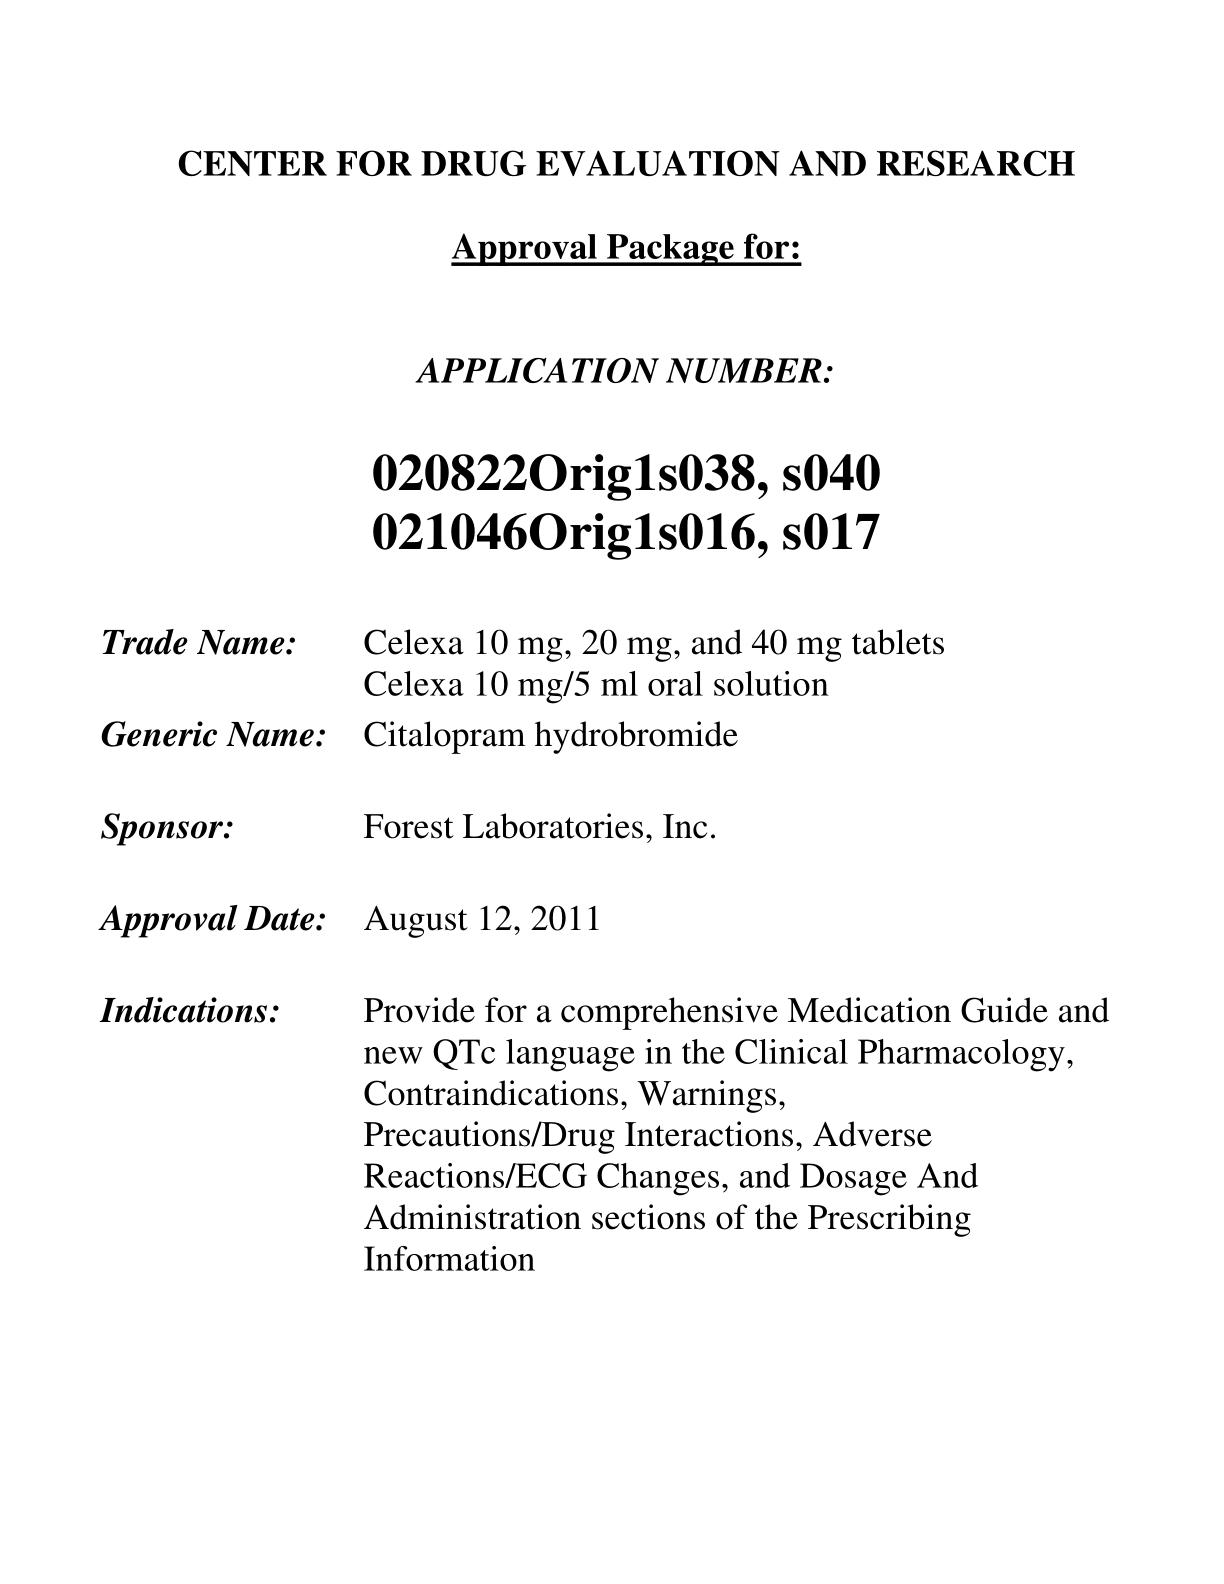 CENTER FOR DRUG EVALUATION AND RESEARCH
Approval Package for:
APPLICATION NUMBER:
020822Orig1s038, s040
021046Orig1s016, s017
Trade Name: Celexa 10 mg, 20 mg, and 40 mg tablets
Celexa 10 mg/5 ml oral solution
Generic Name: Citalopram hydrobromide
Sponsor: Forest Laboratories, Inc.
Approval Date: August 12, 2011
Indications: Provide for a comprehensive Medication Guide and
new QTc language in the Clinical Pharmacology,
Contraindications, Warnings,
Precautions/Drug Interactions, Adverse
Reactions/ECG Changes, and Dosage And
Administration sections of the Prescribing
Information